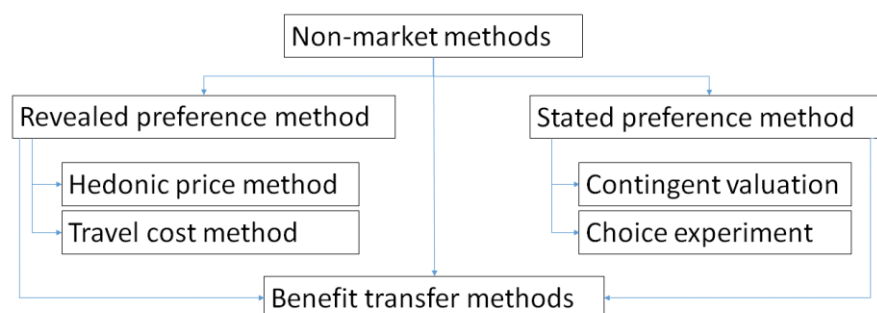 Non-market methods
Revealed preference method
Stated preference method
Hedonic price method
Contingent valuation
Travel cost method
Choice experiment
Benefit transfer methods